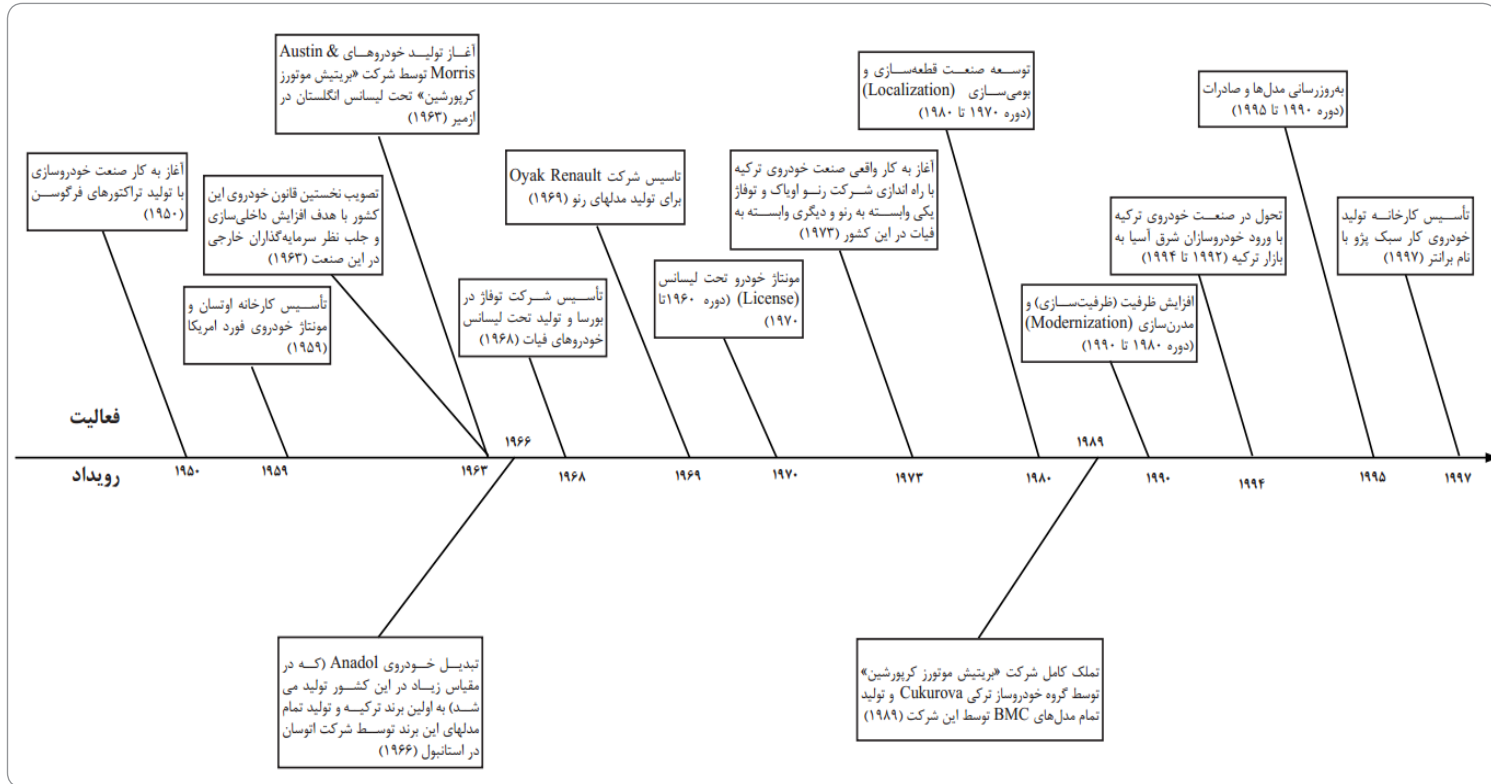 آغاز به کار صنعت خودروسازی
با تولید تراکتورهای فرگوسن
(۱۹۵۰)
تأسیس کارخانه اوتسان و
مونتاژ خودروی فورد امریکا
(۱۹۵۹)
آغاز تولید خودروهای Austin &
Morris توسط شرکت «بریتیش موتورز
کرپورشین» تحت لیسانس انگلستان در
ازمیر (۱۹۶۳)
تصویب نخستین قانون خودروی این
کشور با هدف افزایش داخلی‌سازی
و جلب نظر سرمایه‌گذاران خارجی
در این صنعت (۱۹۶۳)
تأسیس شرکت توفاژ در
بورسا و تولید تحت لیسانس
خودروهای فیات (۱۹۶۸)
تاسیس شرکت Oyak Renault
برای تولید مدلهای رنو (۱۹۶۹)
مونتاژ خودرو تحت لیسانس
(License) (دوره ۱۹۶۰تا
۱۹۷۰)
آغاز به کار واقعی صنعت خودروی ترکیه
با راه اندازی شرکت رنو اویاک و توفاژ
یکی وابسته به رنو و دیگری وابسته به
فیات در این کشور (۱۹۷۳)
توسعه صنعت قطعه‌سازی و
بومی‌سازی (Localization)
(دوره ۱۹۷۰ تا ۱۹۸۰)
افزایش ظرفیت (ظرفیت‌سازی) و
مدرن‌سازی (Modernization)
(دوره ۱۹۸۰ تا ۱۹۹۰)
تحول در صنعت خودروی ترکیه
با ورود خودروسازان شرق آسیا به
بازار ترکیه (۱۹۹۲ تا ۱۹۹۴)
به‌روزرسانی مدل‌ها و صادرات
(دوره ۱۹۹۰ تا ۱۹۹۵)
تأسیس کارخانه تولید
خودروی کار سبک پژو با
نام برانتر (۱۹۹۷)
فعالیت
رویداد
۱۹۵۰
۱۹۵۹
۱۹۶۳
۱۹۶۶
۱۹۶۸
۱۹۶۹
۱۹۷۰
۱۹۷۳
۱۹۸۰
۱۹۸۹
۱۹۹۰
۱۹۹۴
۱۹۹۵
۱۹۹۷
تبدیل خودروی Anadol (که در
مقیاس زیاد در این کشور تولید می
شد) به اولین برند ترکیه و تولید تمام
مدلهای این برند توسط شرکت اتوسان
در استانبول (۱۹۶۶)
تملک کامل شرکت «بریتیش موتورز کرپورشین»
توسط گروه خودروساز ترکی Cukurova و تولید
تمام مدل‌های BMC توسط این شرکت (۱۹۸۹)